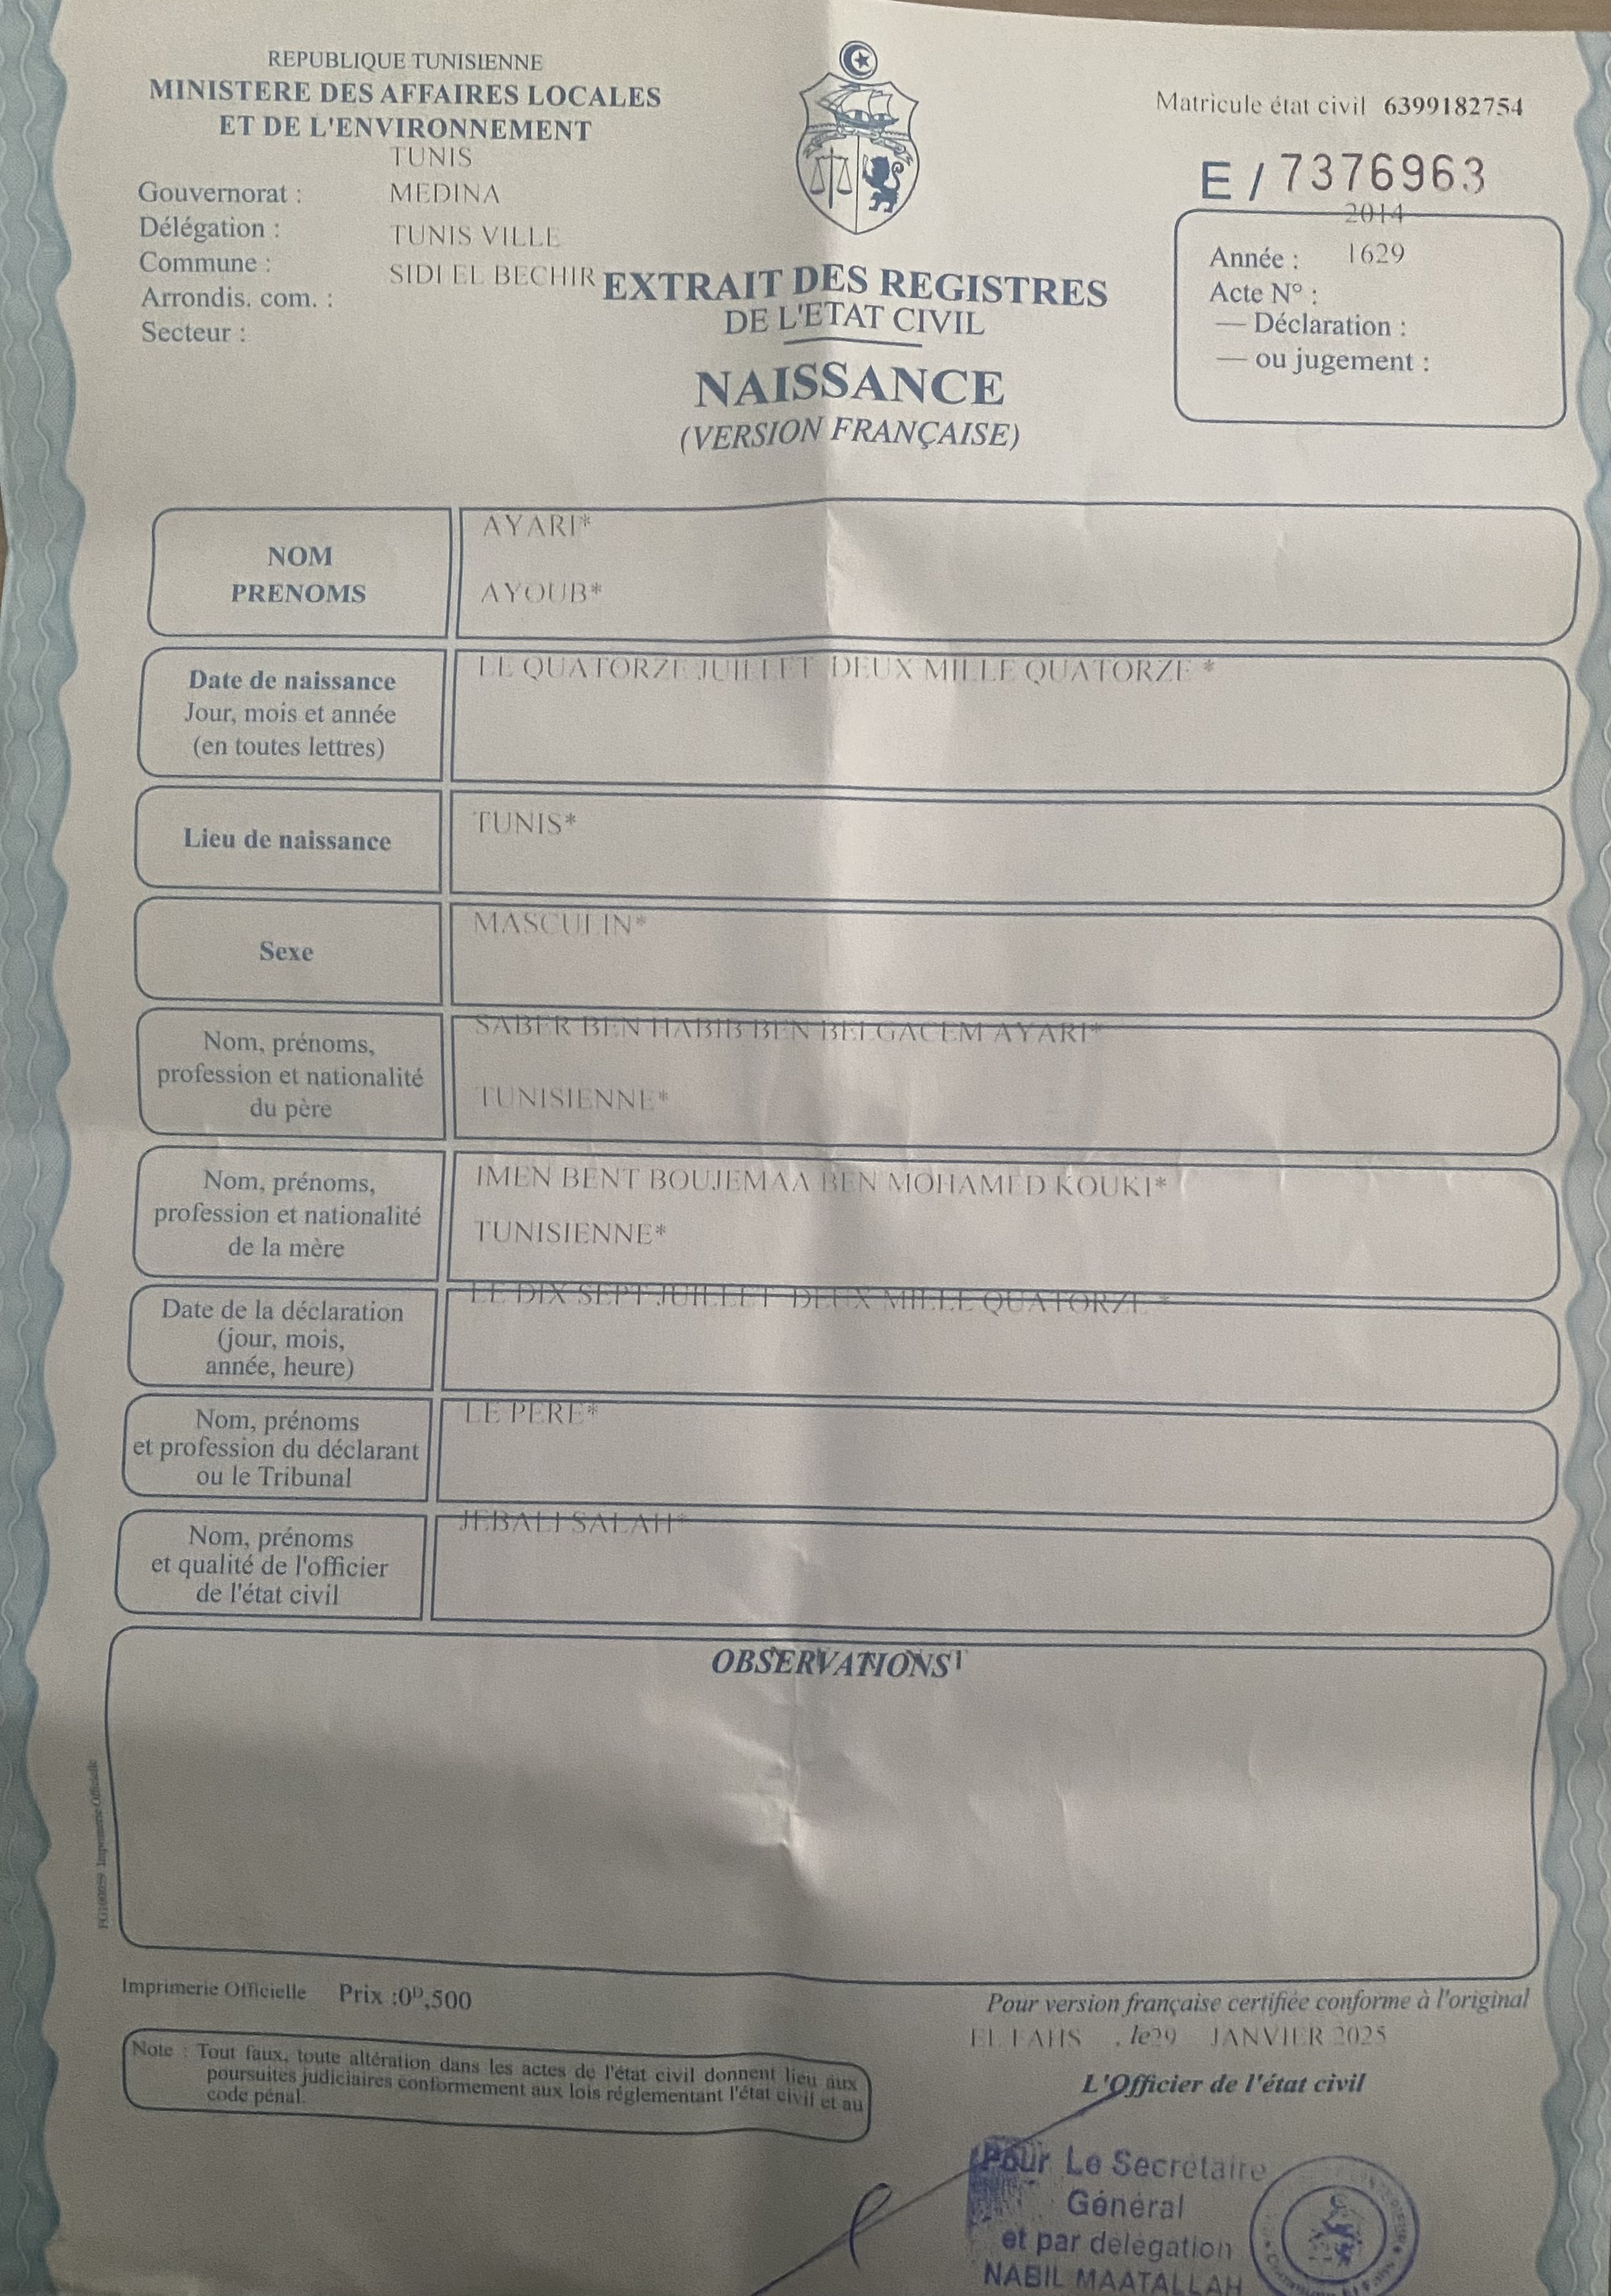 REPUBLIQUE TUNISIENNE
MINISTERE DES AFFAIRES LOCALES
ET DE L'ENVIRONNEMENT
TUNIS
Gouvernorat : MEDINA
Délégation : TUNIS VILLE
Commune : SIDI EL BECHIR
Arrondis. com. :
Secteur :
Matricule état civil 6399182754
E / 7376963
2014
Année : 1629
Acte N° :
— Déclaration :
— ou jugement :
EXTRAIT DES REGISTRES
DE L'ETAT CIVIL
NAISSANCE
(VERSION FRANÇAISE)
NOM
PRENOMS
AYARI*
AYOUB*
Date de naissance
Jour, mois et année
(en toutes lettres)
LE QUATORZE JUILLET DEUX MILLE QUATORZE *
Lieu de naissance
TUNIS*
Sexe
MASCULIN*
Nom, prénoms,
profession et nationalité
du père
SABER BEN HABIB BEN BELGACEM AYARI*
TUNISIENNE*
Nom, prénoms,
profession et nationalité
de la mère
IMEN BENT BOUJEMAA BEN MOHAMED KOUKI*
TUNISIENNE*
Date de la déclaration
(jour, mois,
année, heure)
LE DIX SEPT JUILLET DEUX MILLE QUATORZE *
Nom, prénoms
et profession du déclarant
ou le Tribunal
LE PERE*
Nom, prénoms
et qualité de l'officier
de l'état civil
JEBALI SALAH*
OBSERVATIONS
Imprimerie Officielle
Imprimerie Officielle Prix :0ᴰ,500
Note : Tout faux, toute altération dans les actes de l'état civil donnent lieu aux
poursuites judiciaires conformement aux lois réglementant l'état civil et au
code pénal.
Pour version française certifiée conforme à l'original
EL FAHS , le 29 JANVIER 2025
L'Officier de l'état civil
Pour Le Secrétaire
Général
et par délégation
NABIL MAATALLAH